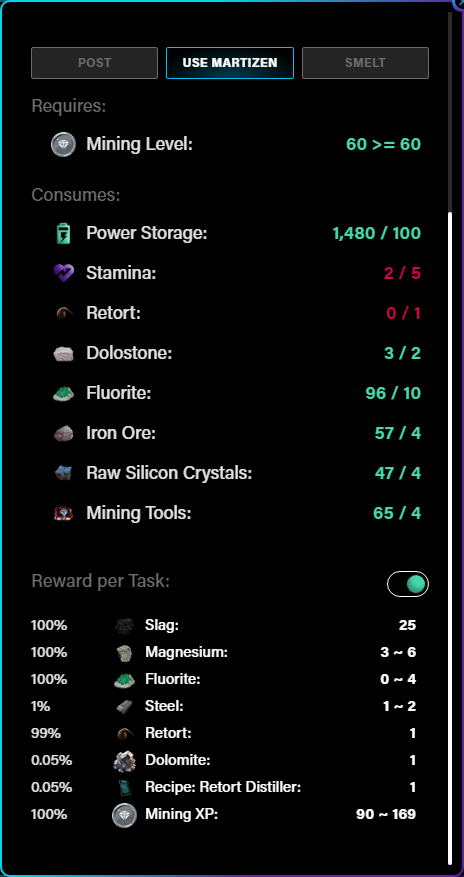 POST USE MARTIZEN SMELT
Requires:
Mining Level: 60 >= 60
Consumes:
Power Storage: 1,480 / 100
Stamina: 2 / 5
Retort: 0 / 1
Dolostone: 3 / 2
Fluorite: 96 / 10
Iron Ore: 57 / 4
Raw Silicon Crystals: 47 / 4
Mining Tools: 65 / 4
Reward per Task:
100% Slag: 25
100% Magnesium: 3 ~ 6
100% Fluorite: 0 ~ 4
1% Steel: 1 ~ 2
99% Retort: 1
0.05% Dolomite: 1
0.05% Recipe: Retort Distiller: 1
100% Mining XP: 90 ~ 169